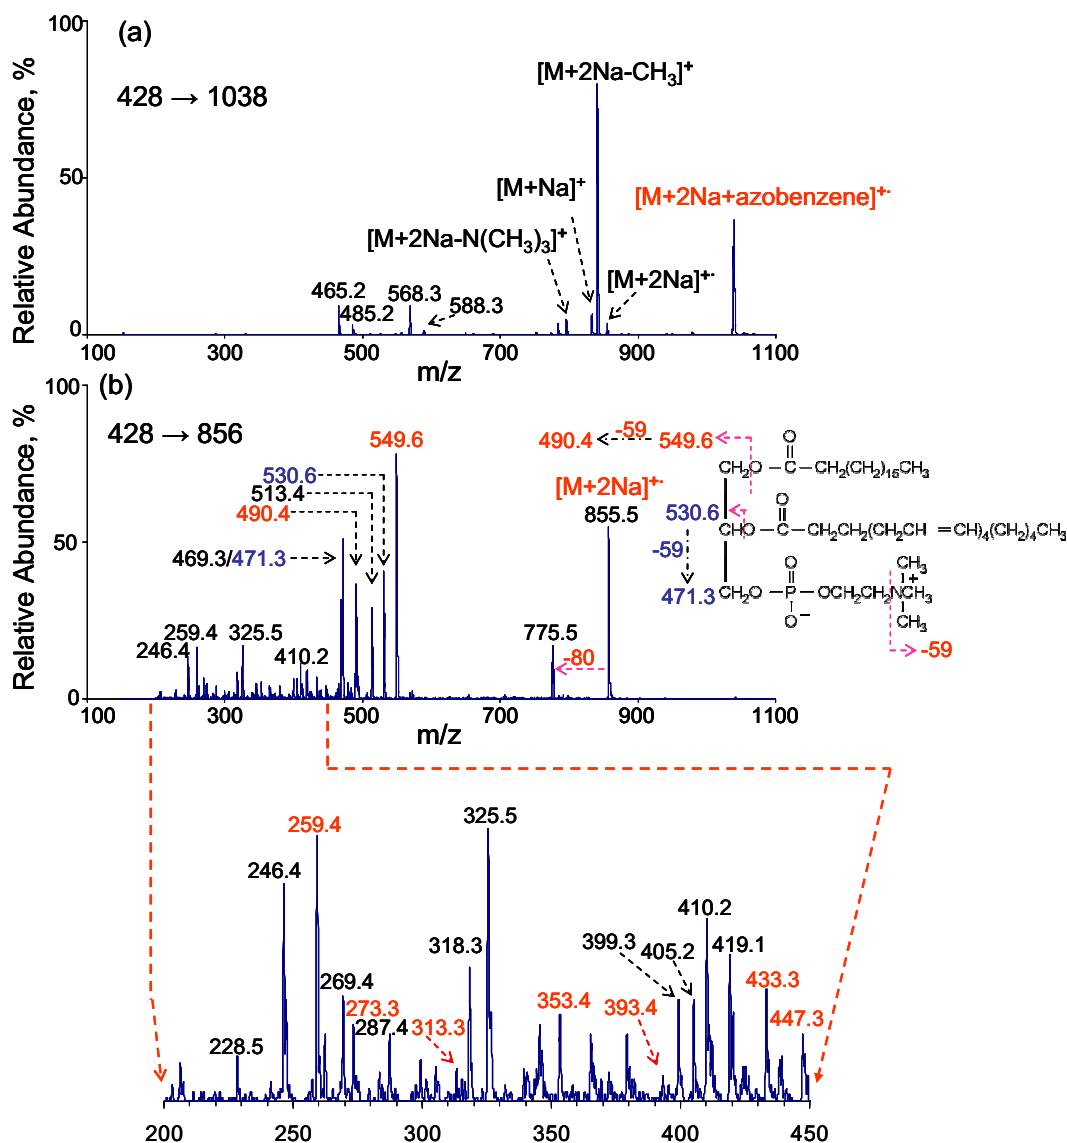 (a)
100
50
0
Relative Abundance, %
428 → 1038
[M+2Na-CH3]+
[M+Na]+
[M+2Na+azobenzene]+·
[M+2Na-N(CH3)3]+
[M+2Na]+·
465.2
485.2
568.3
588.3
100 300 500 700 900 1100
m/z
(b)
100
50
0
Relative Abundance, %
428 → 856
549.6
530.6
513.4
490.4
469.3/471.3
259.4
246.4
325.5
410.2
[M+2Na]+·
855.5
775.5
-80
490.4 -59 549.6
O
CH2O C CH2(CH2)15CH3
530.6
O
CHO C CH2CH2(CH2CH =CH)4(CH2)4CH3
-59
471.3
CH2O P OCH2CH2NCH3
O
O−
CH3
+
CH3
-59
100 300 500 700 900 1100
m/z
325.5
259.4
246.4
410.2
318.3
399.3
405.2
419.1
269.4
273.3
353.4
393.4
433.3
287.4
313.3
447.3
228.5
200 250 300 350 400 450